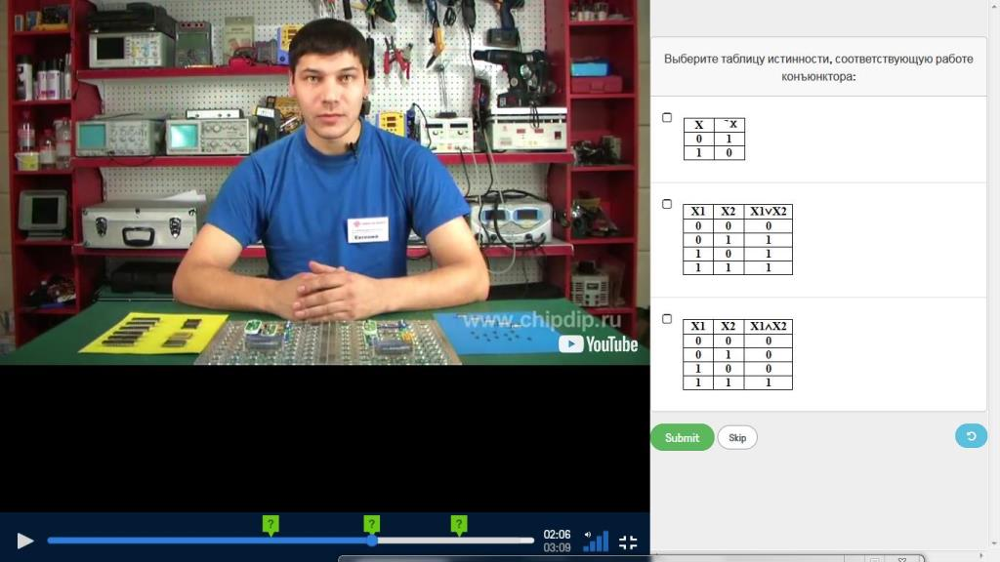 Выберите таблицу истинности, соответствующую работе
конъюнктора:
X ¬X
0 1
1 0
X1 X2 X1∨X2
0 0 0
0 1 1
1 0 1
1 1 1
X1 X2 X1∧X2
0 0 0
0 1 0
1 0 0
1 1 1
Submit Skip
Евгений
www.chipdip.ru
YouTube
? ? ?
02:06
03:09